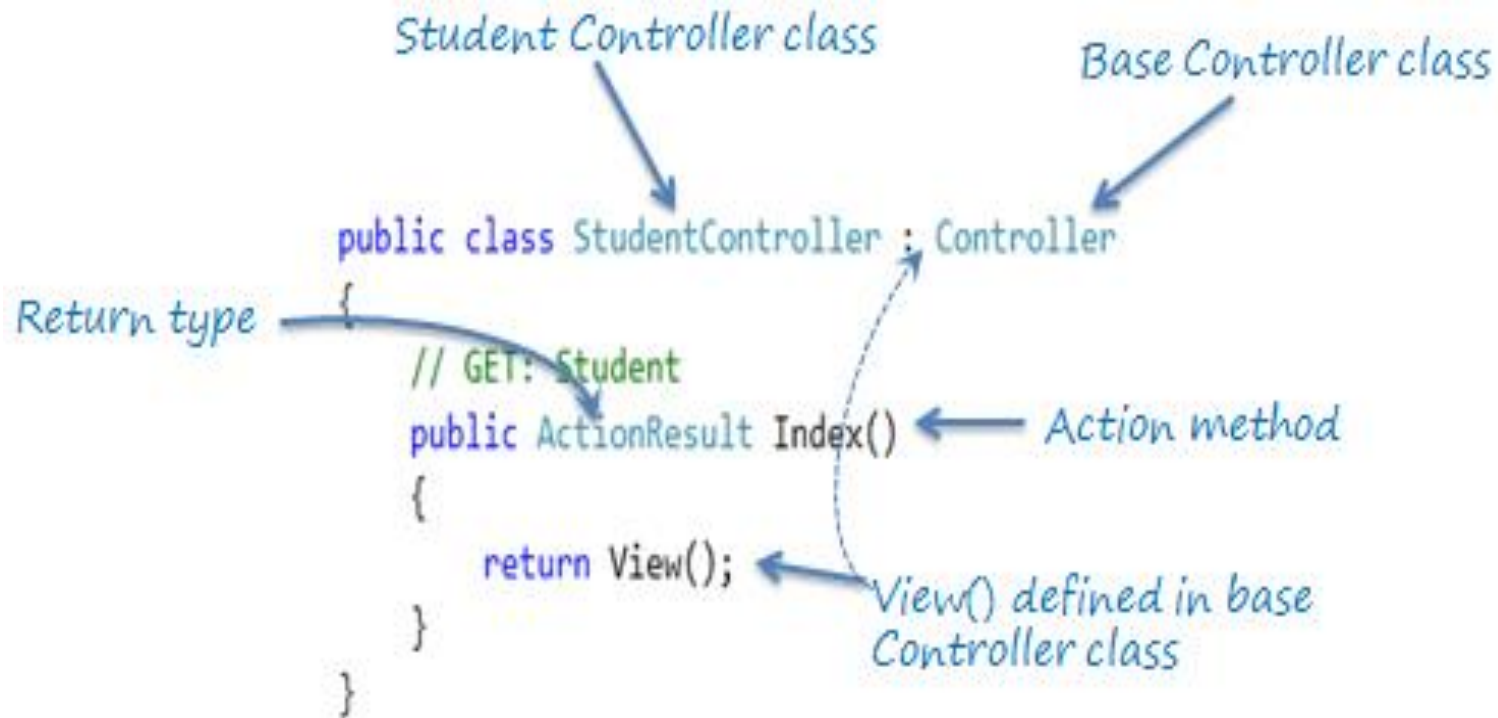 Student Controller class
Base Controller class
public class StudentController : Controller
{
Return type
// GET: Student
public ActionResult Index()
Action method
{
return View();
View() defined in base
Controller class
}
}